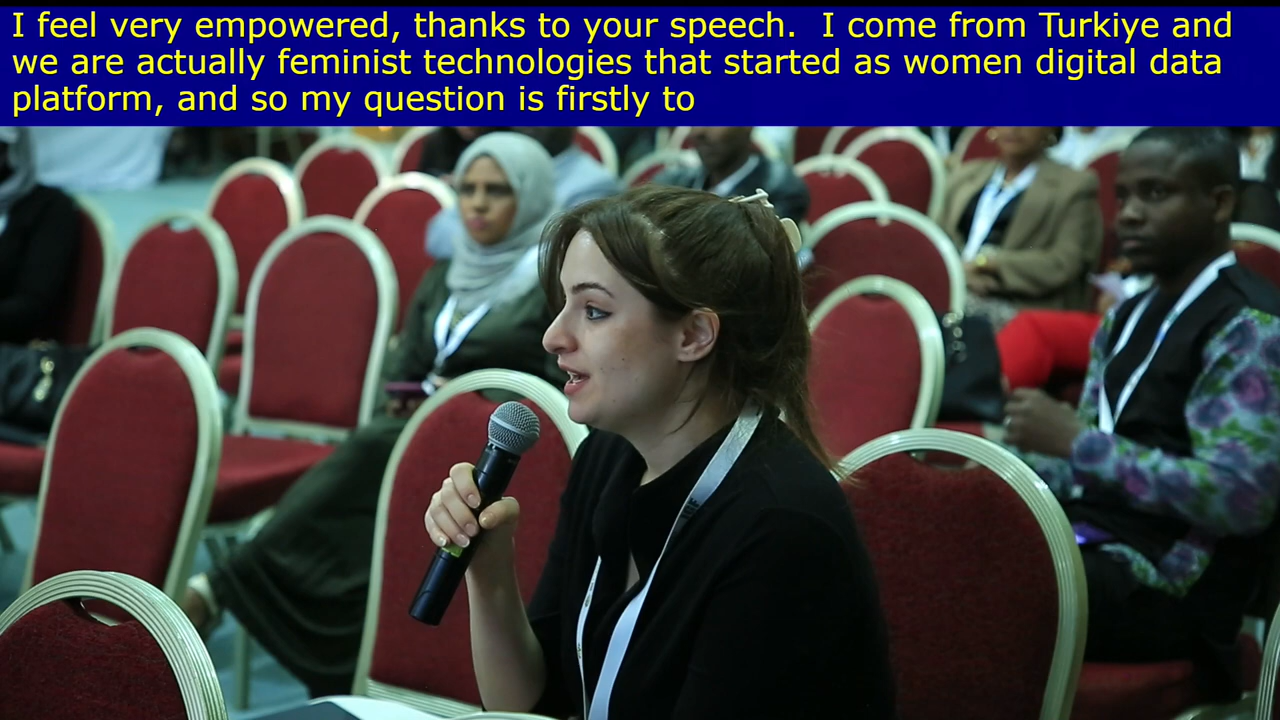 I feel very empowered, thanks to your speech.  I come from Turkiye and
we are actually feminist technologies that started as women digital data
platform, and so my question is firstly to